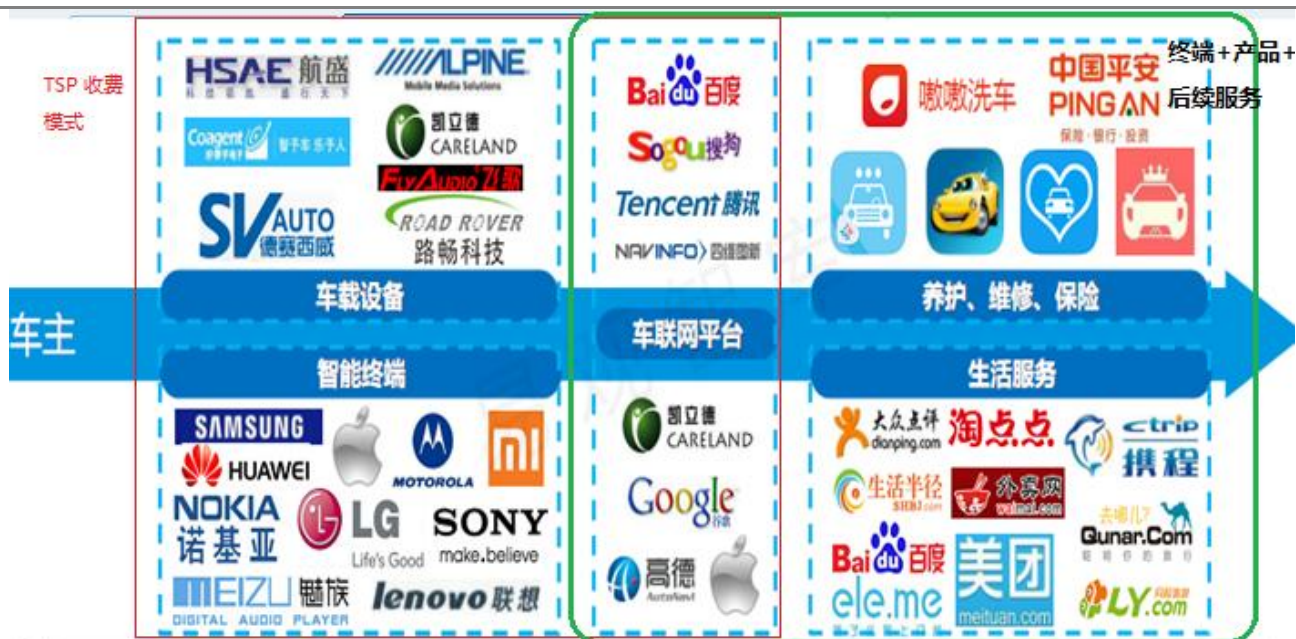 TSP 收费
模式
HSAE 航盛
ALPINE
Mobile Media Solutions
Coagent
智予车 乐予人
凯立德
CARELAND
FLYAUDIO 飞歌
SV AUTO
德赛西威
ROAD ROVER
路畅科技
Bai du 百度
Sogou 搜狗
Tencent 腾讯
NAVINFO 四维图新
嗷嗷洗车
中国平安
PING AN
保险·银行·投资
终端+产品+
后续服务
车载设备
养护、维修、保险
车主
车联网平台
智能终端
生活服务
SAMSUNG
HUAWEI
MOTOROLA
mi
NOKIA
诺基亚
LG
Life's Good
SONY
make.believe
MEIZU 魅族
DIGITAL AUDIO PLAYER
lenovo 联想
凯立德
CARELAND
Google
谷歌
高德
AutoNavi
大众点评
dianping.com
淘点点
ctrip
携程
生活半径
SHBJ.com
外卖网
waimai.com
去哪儿?
Qunar.Com
Bai du 百度
美团
meituan.com
ele.me
LY.com